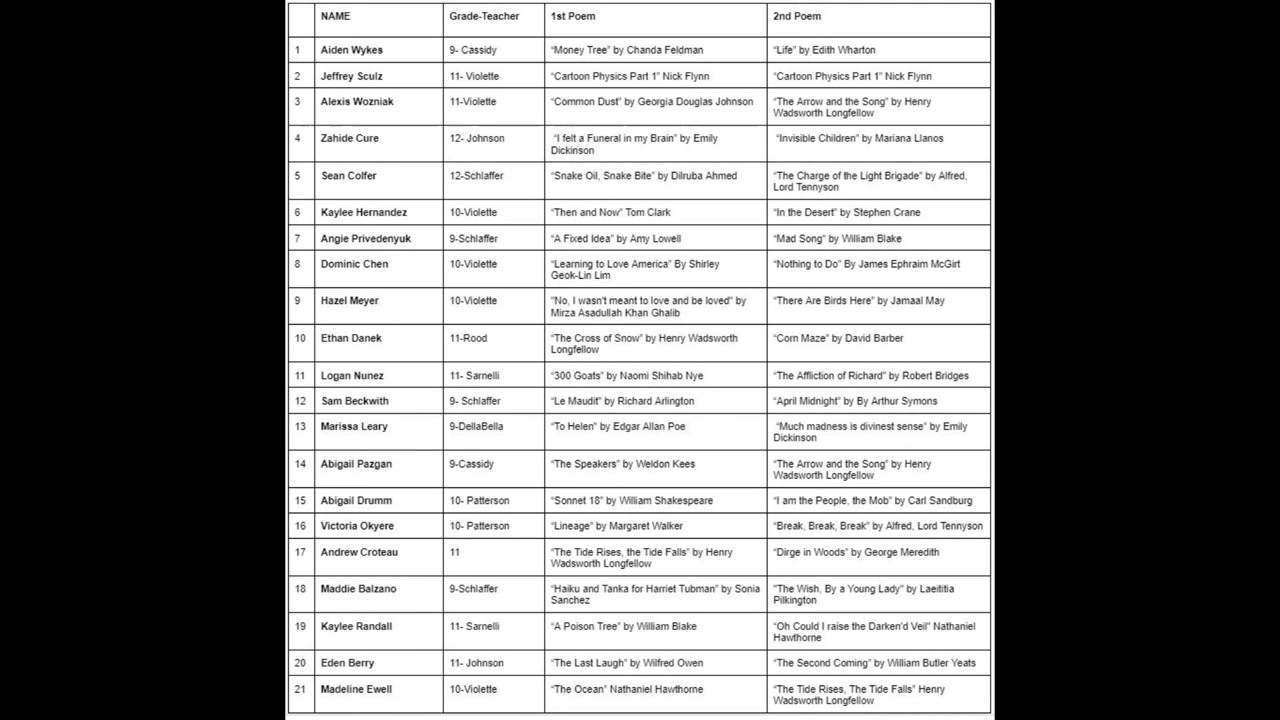 NAME Grade-Teacher 1st Poem 2nd Poem
1 Aiden Wykes 9- Cassidy “Money Tree” by Chanda Feldman “Life” by Edith Wharton
2 Jeffrey Sculz 11- Violette “Cartoon Physics Part 1” Nick Flynn “Cartoon Physics Part 1” Nick Flynn
3 Alexis Wozniak 11-Violette “Common Dust” by Georgia Douglas Johnson “The Arrow and the Song” by Henry
Wadsworth Longfellow
4 Zahide Cure 12- Johnson “I felt a Funeral in my Brain” by Emily “Invisible Children” by Mariana Llanos
Dickinson
5 Sean Colfer 12-Schlaffer “Snake Oil, Snake Bite” by Dilruba Ahmed “The Charge of the Light Brigade” by Alfred,
Lord Tennyson
6 Kaylee Hernandez 10-Violette “Then and Now” Tom Clark “In the Desert” by Stephen Crane
7 Angie Privedenyuk 9-Schlaffer “A Fixed Idea” by Amy Lowell “Mad Song” by William Blake
8 Dominic Chen 10-Violette “Learning to Love America” By Shirley “Nothing to Do” By James Ephraim McGirt
Geok-Lin Lim
9 Hazel Meyer 10-Violette "No, I wasn't meant to love and be loved" by “There Are Birds Here” by Jamaal May
Mirza Asadullah Khan Ghalib
10 Ethan Danek 11-Rood “The Cross of Snow” by Henry Wadsworth “Corn Maze” by David Barber
Longfellow
11 Logan Nunez 11- Sarnelli “300 Goats” by Naomi Shihab Nye “The Affliction of Richard” by Robert Bridges
12 Sam Beckwith 9- Schlaffer “Le Maudit” by Richard Arlington “April Midnight” by By Arthur Symons
13 Marissa Leary 9-DellaBella “To Helen” by Edgar Allan Poe “Much madness is divinest sense” by Emily
Dickinson
14 Abigail Pazgan 9-Cassidy “The Speakers” by Weldon Kees “The Arrow and the Song” by Henry
Wadsworth Longfellow
15 Abigail Drumm 10- Patterson “Sonnet 18” by William Shakespeare “I am the People, the Mob” by Carl Sandburg
16 Victoria Okyere 10- Patterson “Lineage” by Margaret Walker “Break, Break, Break” by Alfred, Lord Tennyson
17 Andrew Croteau 11 “The Tide Rises, the Tide Falls” by Henry “Dirge in Woods” by George Meredith
Wadsworth Longfellow
18 Maddie Balzano 9-Schlaffer “Haiku and Tanka for Harriet Tubman” by Sonia "The Wish, By a Young Lady" by Laeititia
Sanchez Pilkington
19 Kaylee Randall 11- Sarnelli “A Poison Tree” by William Blake “Oh Could I raise the Darken'd Veil” Nathaniel
Hawthorne
20 Eden Berry 11- Johnson “The Last Laugh” by Wilfred Owen “The Second Coming” by William Butler Yeats
21 Madeline Ewell 10-Violette “The Ocean” Nathaniel Hawthorne “The Tide Rises, The Tide Falls” Henry
Wadsworth Longfellow